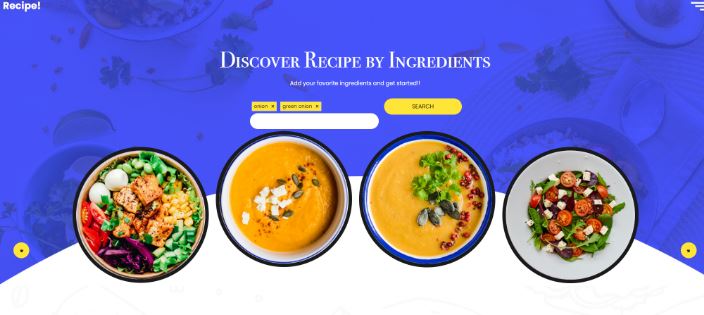 Recipe!
Discover Recipe by Ingredients
Add your favorite ingredients and get started!!
onion × green onion ×
SEARCH